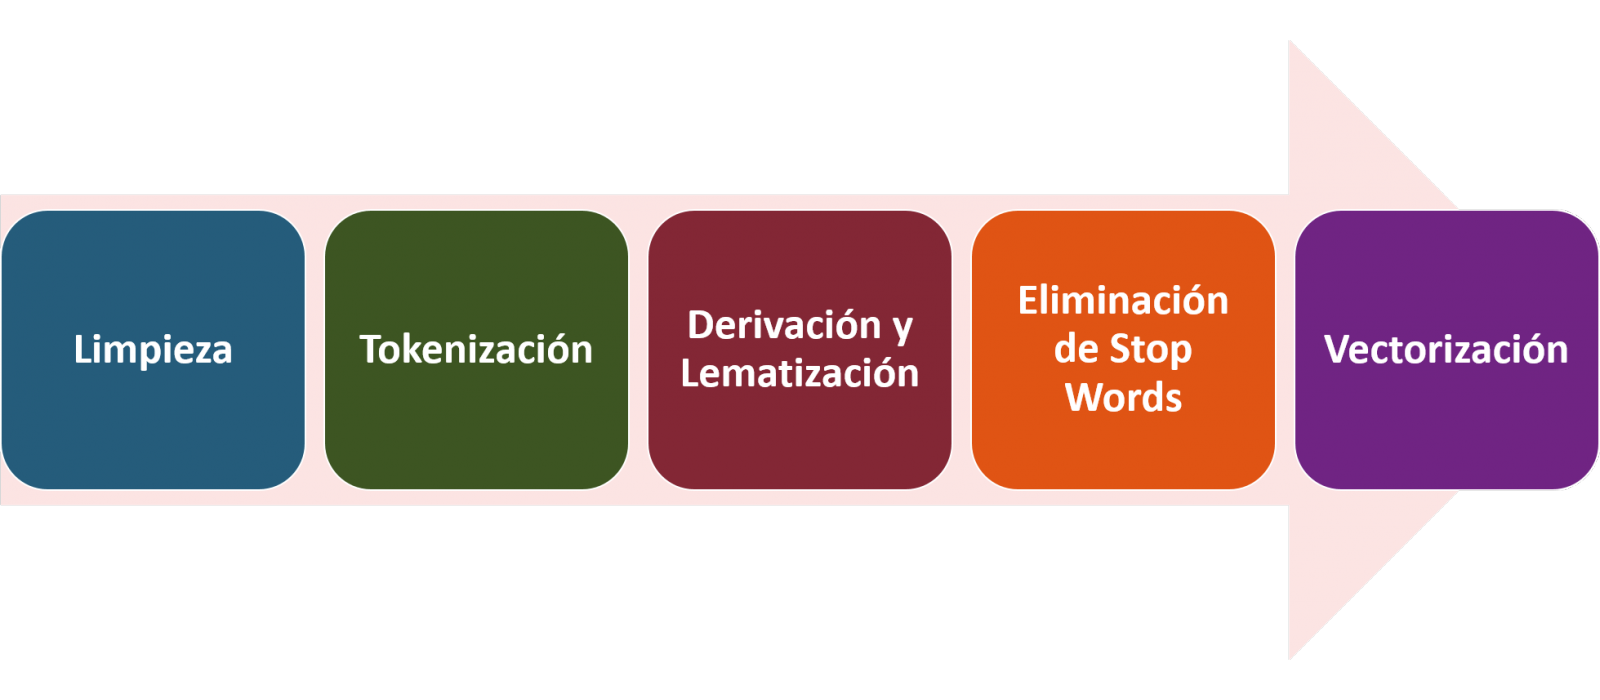 Limpieza
Tokenización
Derivación y
Lematización
Eliminación
de Stop
Words
Vectorización